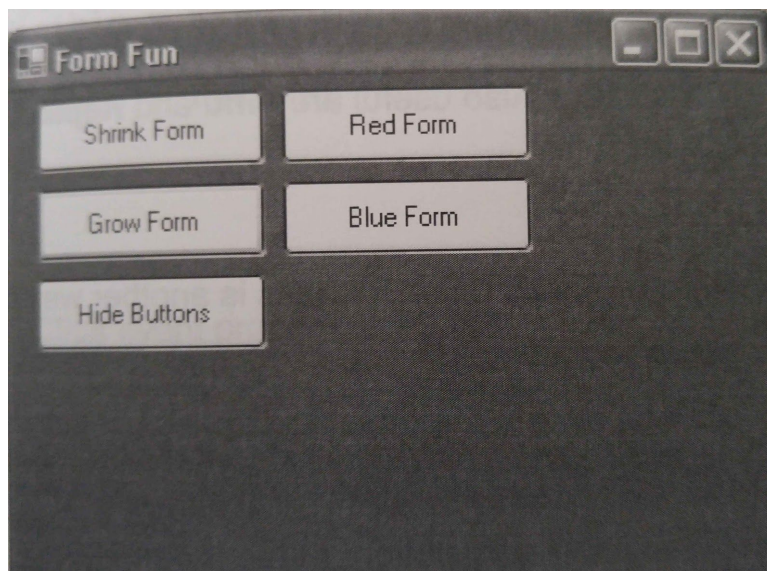 Form Fun
Shrink Form
Red Form
Grow Form
Blue Form
Hide Buttons